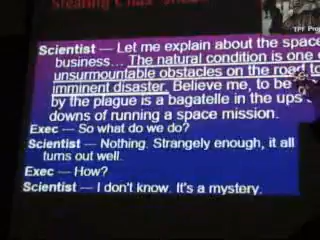 Scientist — Let me explain about the space
business... The natural condition is one
unsurmountable obstacles on the road to
imminent disaster. Believe me, to be
by the plague is a bagatelle in the ups
downs of running a space mission.
Exec — So what do we do?
Scientist — Nothing. Strangely enough, it all
turns out well.
Exec — How?
Scientist — I don't know. It's a mystery.